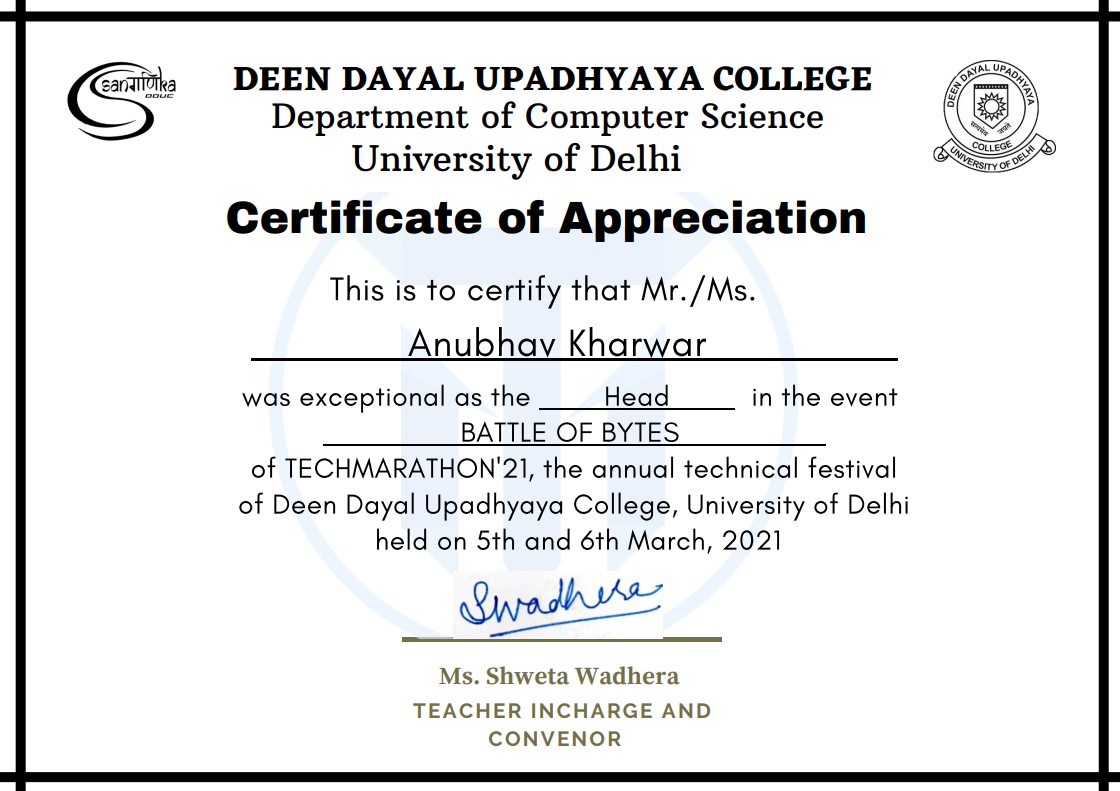 sanगणिका
DDUC
DEEN DAYAL UPADHYAYA COLLEGE
Department of Computer Science
University of Delhi
DEEN DAYAL UPADHYAYA
COLLEGE
UNIVERSITY OF DELHI
Certificate of Appreciation
This is to certify that Mr./Ms.
Anubhav Kharwar
was exceptional as the Head in the event
BATTLE OF BYTES
of TECHMARATHON'21, the annual technical festival
of Deen Dayal Upadhyaya College, University of Delhi
held on 5th and 6th March, 2021
Swadhera
Ms. Shweta Wadhera
TEACHER INCHARGE AND
CONVENOR